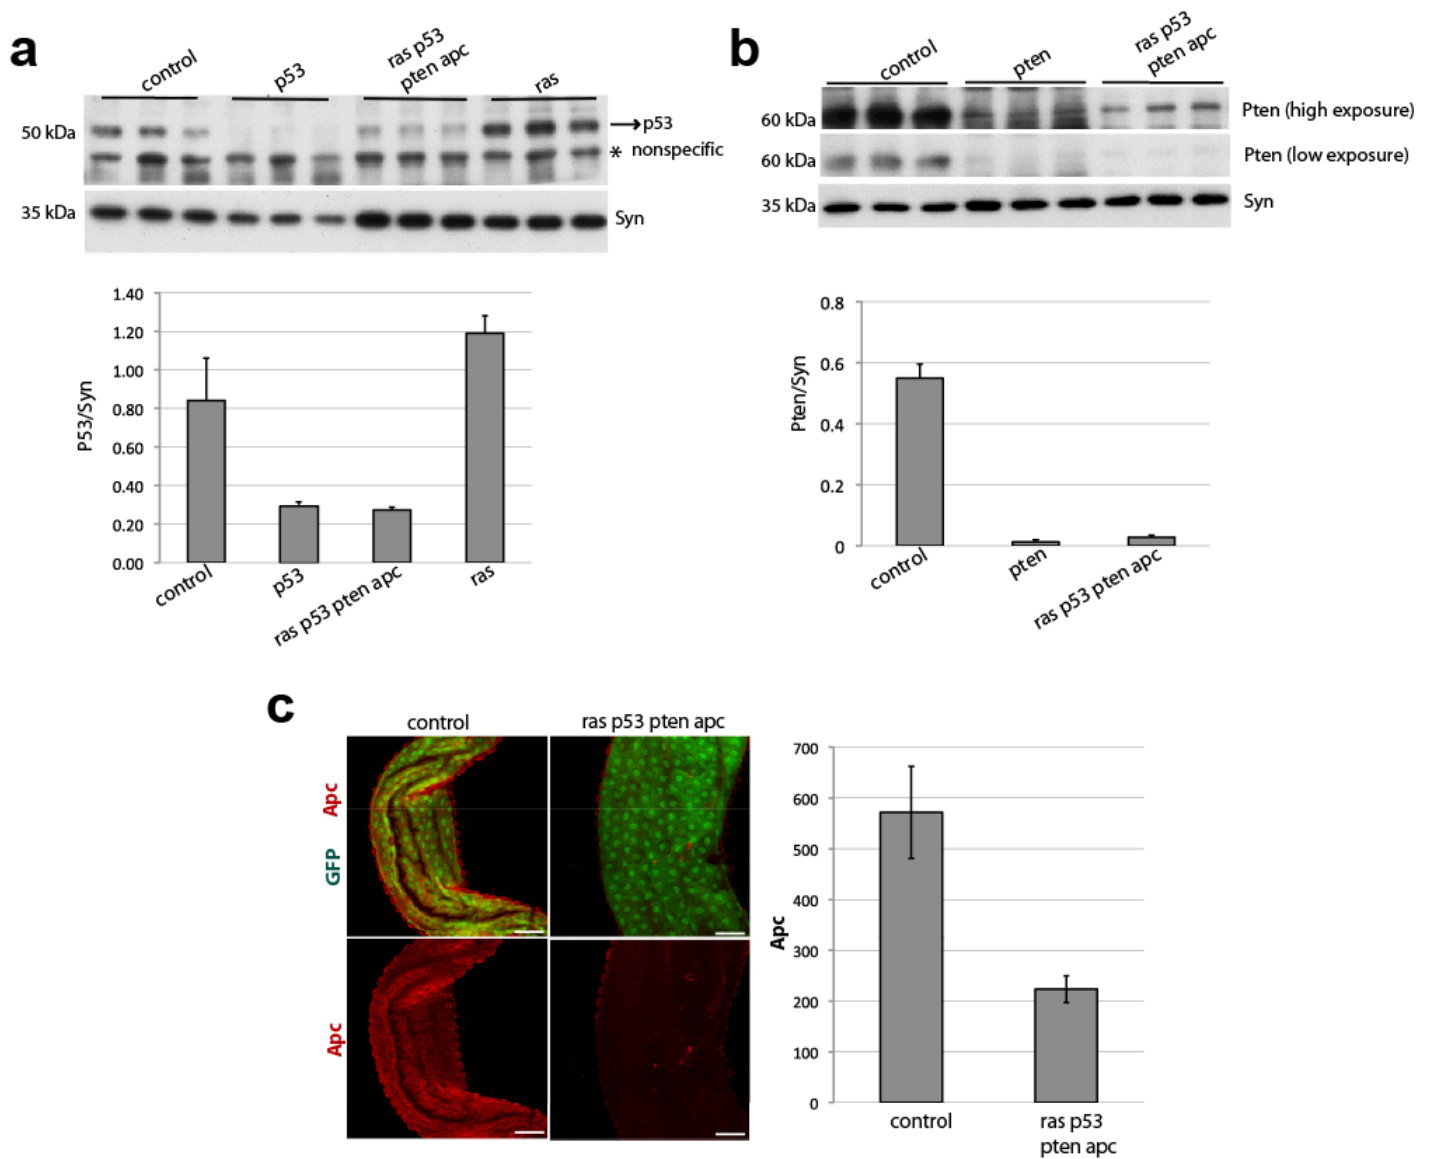 a
control
p53
ras p53
pten apc
ras
50 kDa
p53
* nonspecific
35 kDa
Syn
1.40
1.20
1.00
0.80
0.60
0.40
0.20
0.00
P53/Syn
control
p53
ras p53 pten apc
ras
b
control
pten
ras p53
pten apc
60 kDa
Pten (high exposure)
60 kDa
Pten (low exposure)
35 kDa
Syn
0.8
0.6
0.4
0.2
0
Pten/Syn
control
pten
ras p53 pten apc
c
control
ras p53 pten apc
Apc
GFP
Apc
700
600
500
400
300
200
100
0
Apc
control
ras p53
pten apc